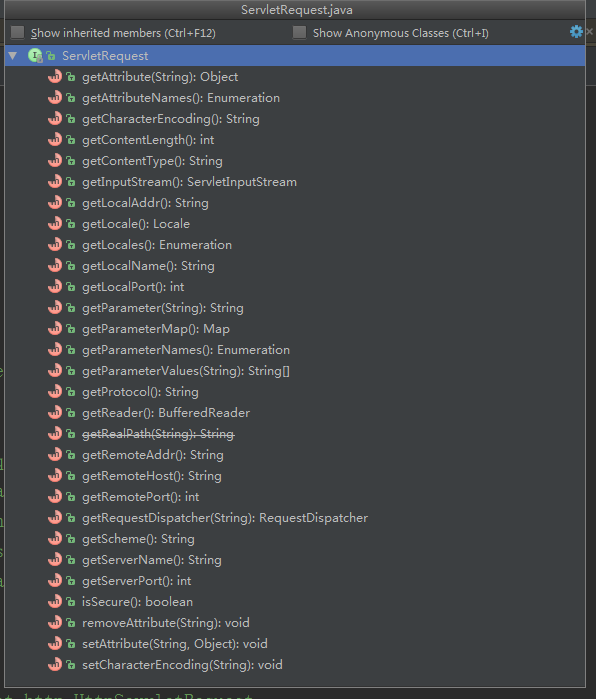 ServletRequest.java
Show inherited members (Ctrl+F12) Show Anonymous Classes (Ctrl+I)
ServletRequest
getAttribute(String): Object
getAttributeNames(): Enumeration
getCharacterEncoding(): String
getContentLength(): int
getContentType(): String
getInputStream(): ServletInputStream
getLocalAddr(): String
getLocale(): Locale
getLocales(): Enumeration
getLocalName(): String
getLocalPort(): int
getParameter(String): String
getParameterMap(): Map
getParameterNames(): Enumeration
getParameterValues(String): String[]
getProtocol(): String
getReader(): BufferedReader
getRealPath(String): String
getRemoteAddr(): String
getRemoteHost(): String
getRemotePort(): int
getRequestDispatcher(String): RequestDispatcher
getScheme(): String
getServerName(): String
getServerPort(): int
isSecure(): boolean
removeAttribute(String): void
setAttribute(String, Object): void
setCharacterEncoding(String): void